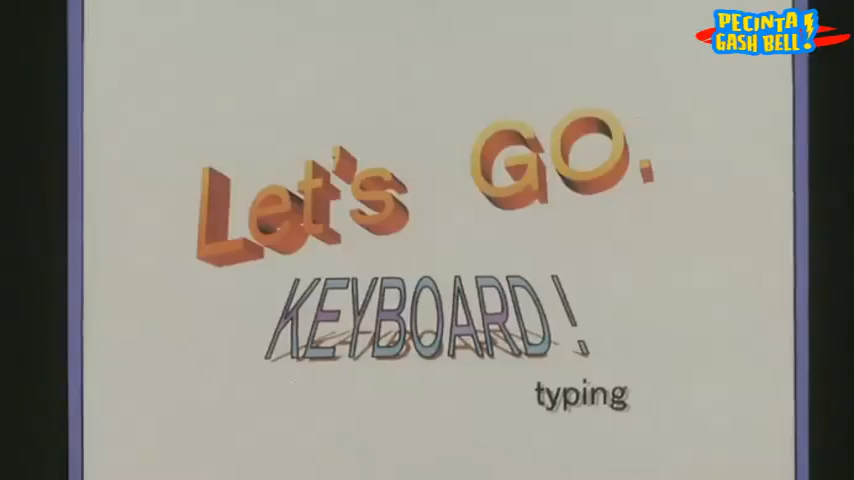 PECINTA
GASH BELL!
Let's GO.
KEYBOARD!
typing